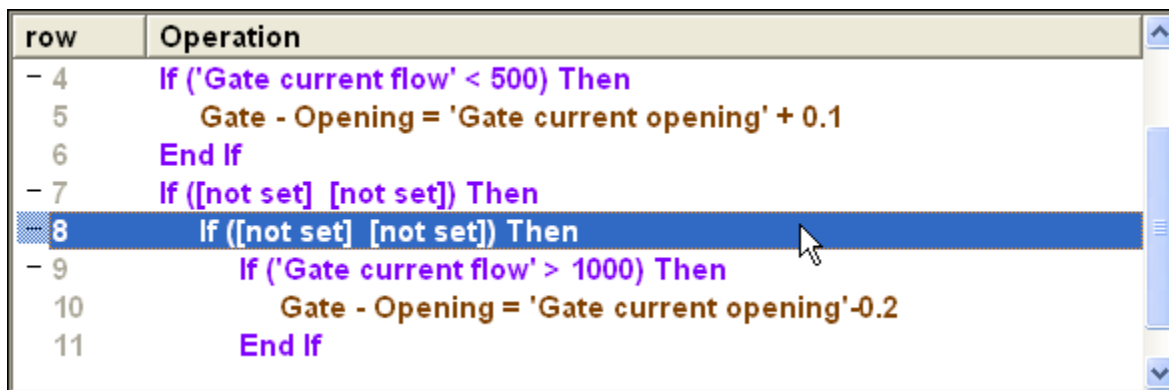 row Operation
− 4 If ('Gate current flow' < 500) Then
5 Gate - Opening = 'Gate current opening' + 0.1
6 End If
− 7 If ([not set]  [not set]) Then
− 8 If ([not set]  [not set]) Then
− 9 If ('Gate current flow' > 1000) Then
10 Gate - Opening = 'Gate current opening'-0.2
11 End If